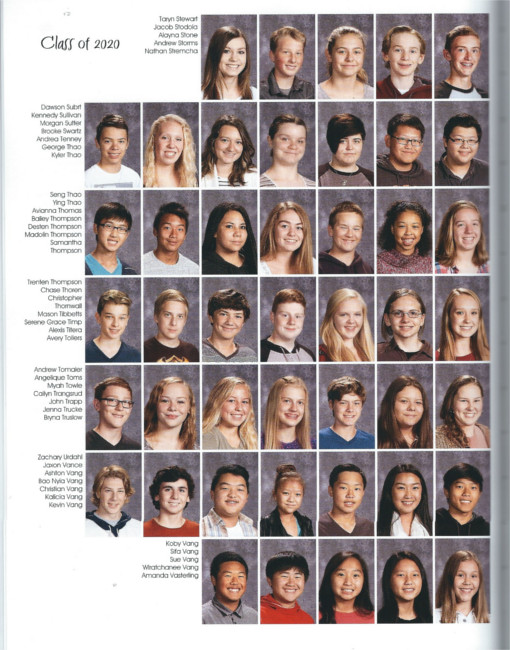 Class of 2020
Taryn Stewart
Jacob Stodola
Alayna Stone
Andrew Storms
Nathan Stremcha
Dawson Subrt
Kennedy Sullivan
Morgan Sutter
Brooke Swartz
Andrea Tenney
George Thao
Kyler Thao
Seng Thao
Ying Thao
Avianna Thomas
Bailey Thompson
Desten Thompson
Madolin Thompson
Samantha
Thompson
Trenten Thompson
Chase Thoren
Christopher
Thornwall
Mason Tibbetts
Serene Grace Timp
Alexis Titera
Avery Tollers
Andrew Tomaier
Angelique Toms
Myah Towle
Cailyn Trangsrud
John Trapp
Jenna Trucke
Bryna Truslow
Zachary Urdahl
Jaxon Vance
Ashton Vang
Bao Nyia Vang
Christian Vang
Kalicia Vang
Kevin Vang
Koby Vang
Sifa Vang
Sue Vang
Wiratchanee Vang
Amanda Vasterling